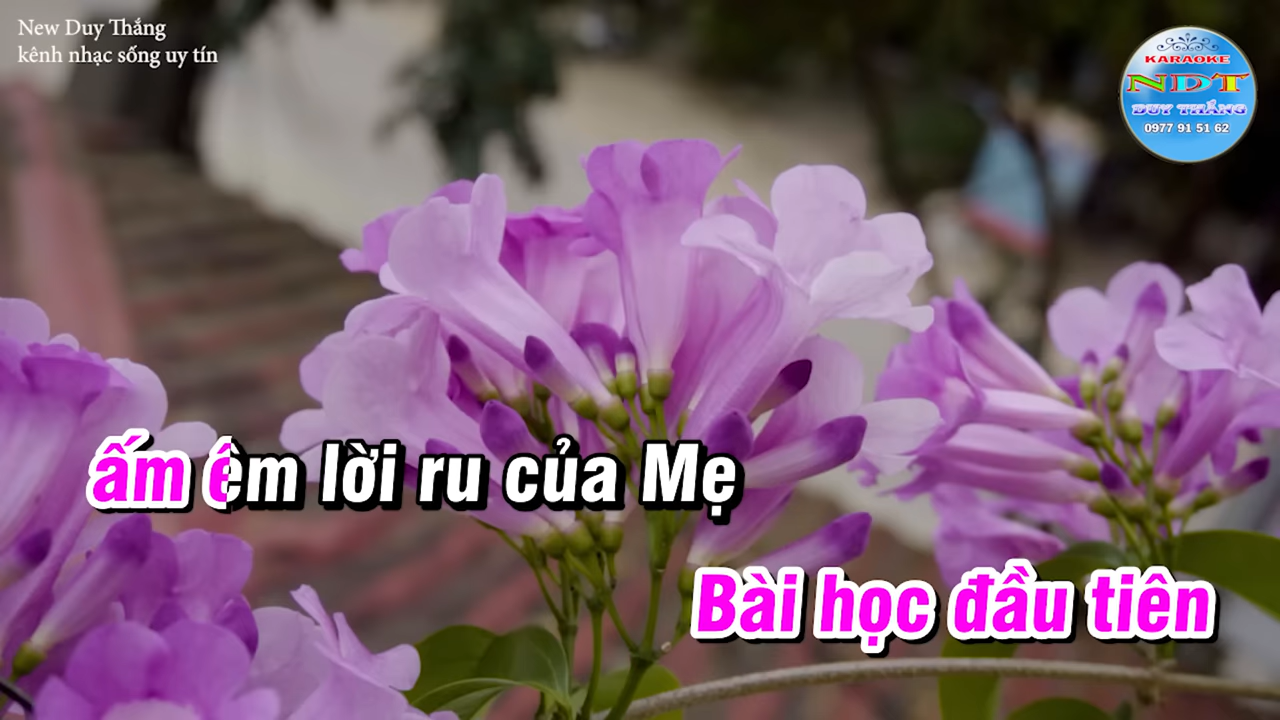 New Duy Thắng
kênh nhạc sống uy tín
KARAOKE
NDT
DUY THẮNG
0977 91 51 62
ấm êm lời ru của Mẹ
Bài học đầu tiên